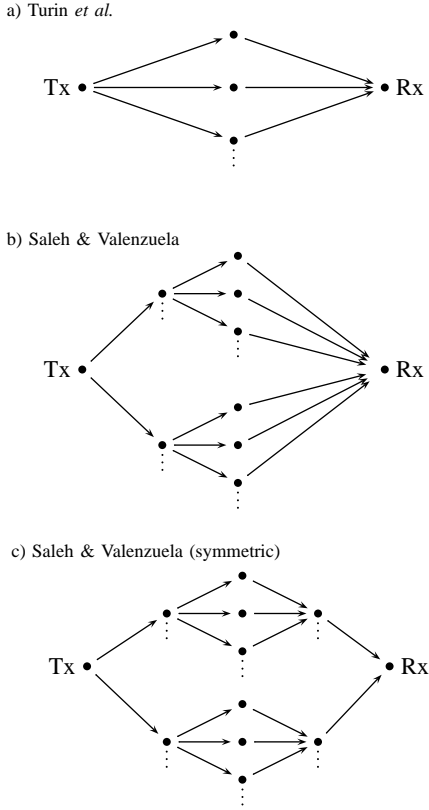 a) Turin et al.
Tx
Rx
b) Saleh & Valenzuela
Tx
Rx
c) Saleh & Valenzuela (symmetric)
Tx
Rx